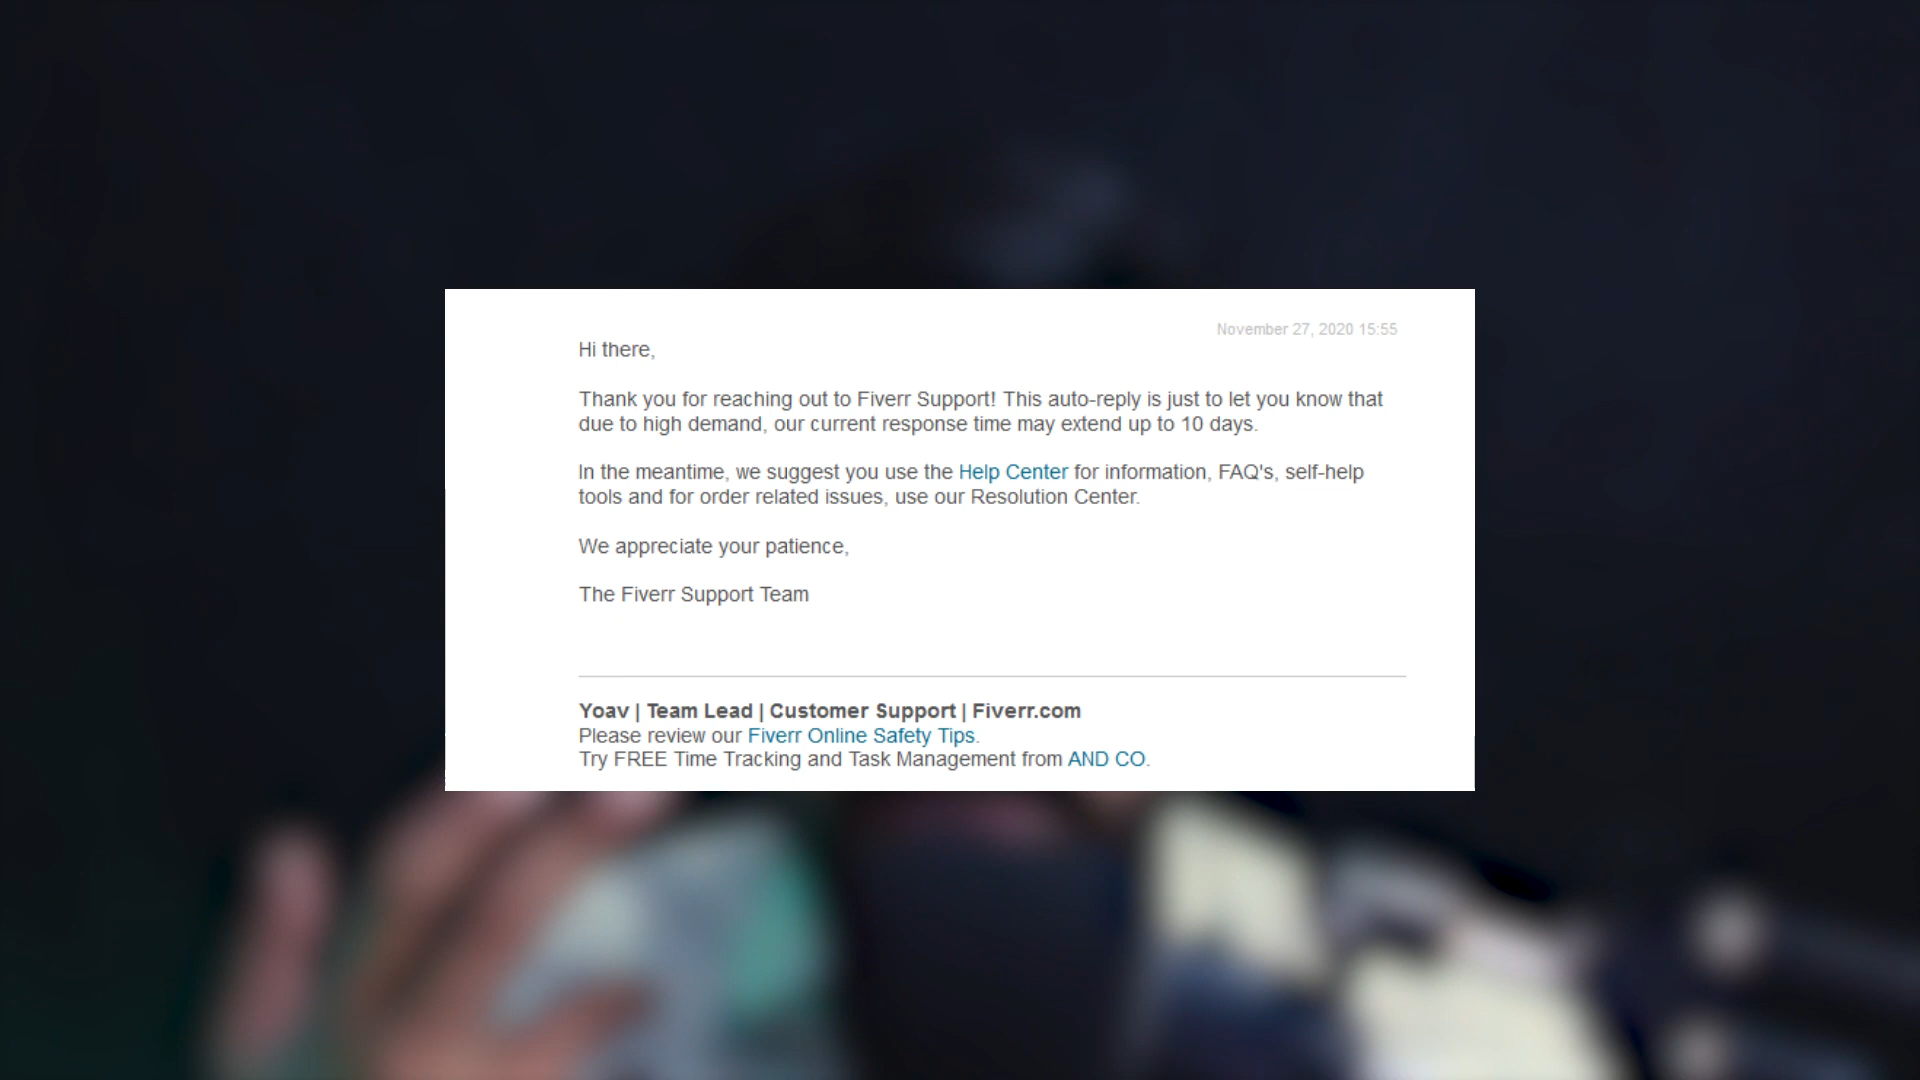 November 27, 2020 15:55
Hi there,
Thank you for reaching out to Fiverr Support! This auto-reply is just to let you know that
due to high demand, our current response time may extend up to 10 days.
In the meantime, we suggest you use the Help Center for information, FAQ's, self-help
tools and for order related issues, use our Resolution Center.
We appreciate your patience,
The Fiverr Support Team
Yoav | Team Lead | Customer Support | Fiverr.com
Please review our Fiverr Online Safety Tips.
Try FREE Time Tracking and Task Management from AND CO.